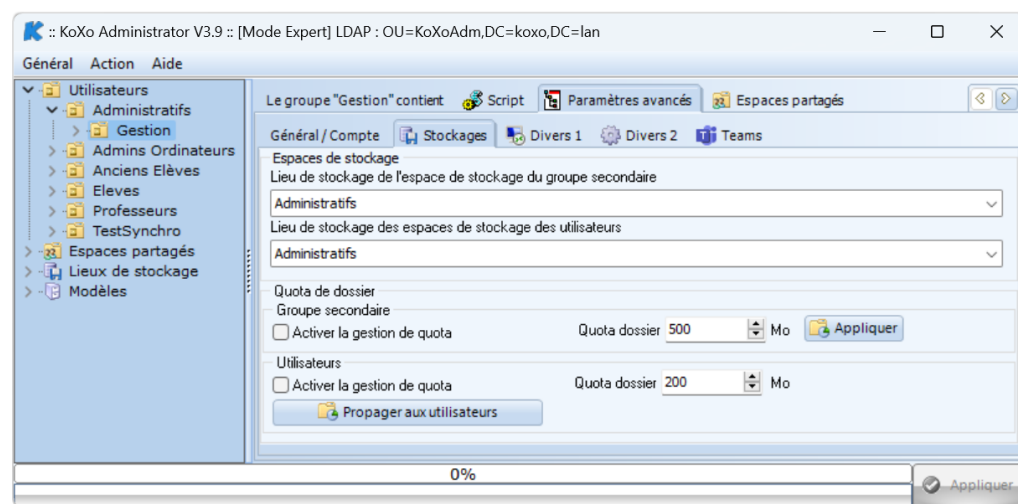 :: KoXo Administrator V3.9 :: [Mode Expert] LDAP : OU=KoXoAdm,DC=koxo,DC=lan
Général Action Aide
Utilisateurs
Administratifs
Gestion
Admins Ordinateurs
Anciens Elèves
Eleves
Professeurs
TestSynchro
Espaces partagés
Lieux de stockage
Modèles
Le groupe "Gestion" contient Script Paramètres avancés Espaces partagés
Général / Compte Stockages Divers 1 Divers 2 Teams
Espaces de stockage
Lieu de stockage de l'espace de stockage du groupe secondaire
Administratifs
Lieu de stockage des espaces de stockage des utilisateurs
Administratifs
Quota de dossier
Groupe secondaire
Activer la gestion de quota Quota dossier 500 Mo Appliquer
Utilisateurs
Activer la gestion de quota Quota dossier 200 Mo
Propager aux utilisateurs
0%
Appliquer